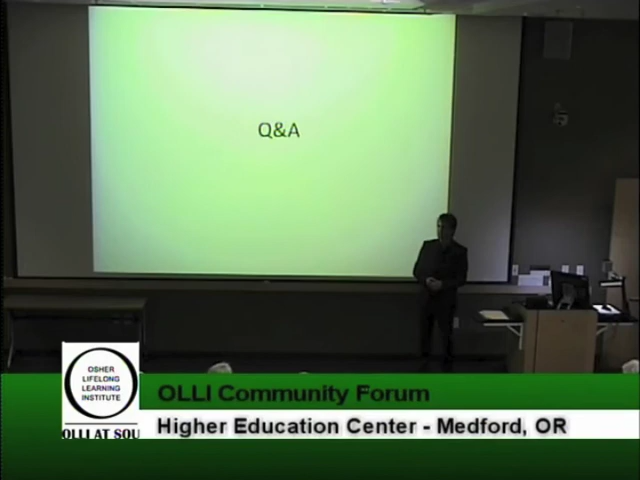 Q&A
OSHER
LIFELONG
LEARNING
INSTITUTE
OLLI AT SOU
OLLI Community Forum
Higher Education Center - Medford, OR